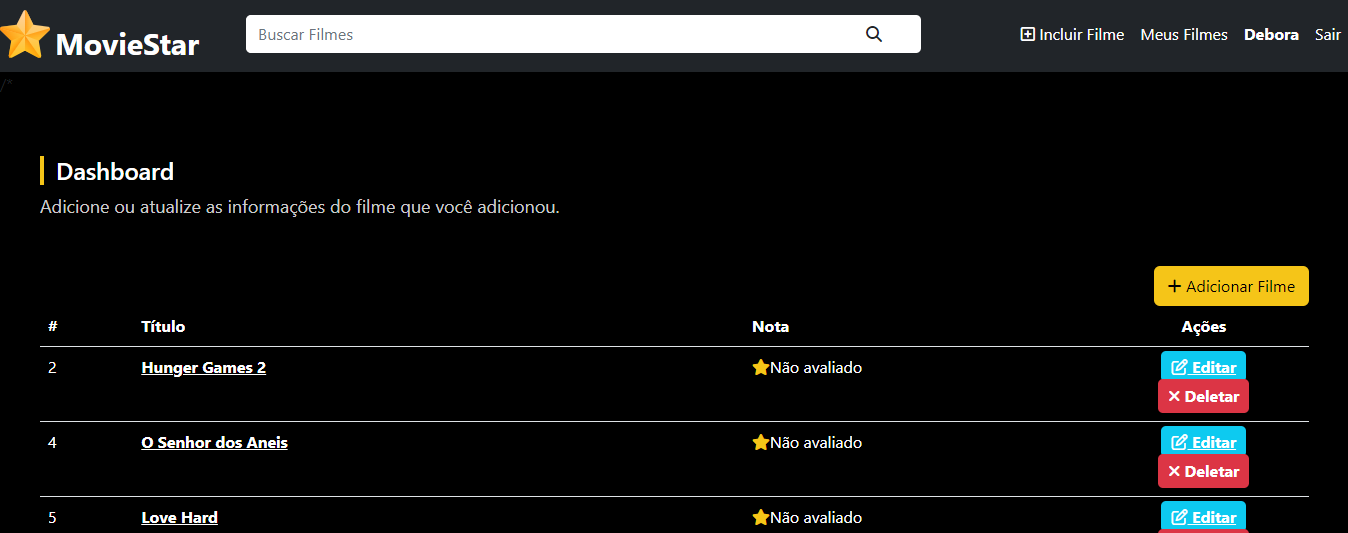 MovieStar Buscar Filmes Incluir Filme Meus Filmes Debora Sair
/*
Dashboard
Adicione ou atualize as informações do filme que você adicionou.
+ Adicionar Filme
# Título Nota Ações
2 Hunger Games 2 Não avaliado Editar
Deletar
4 O Senhor dos Aneis Não avaliado Editar
Deletar
5 Love Hard Não avaliado Editar